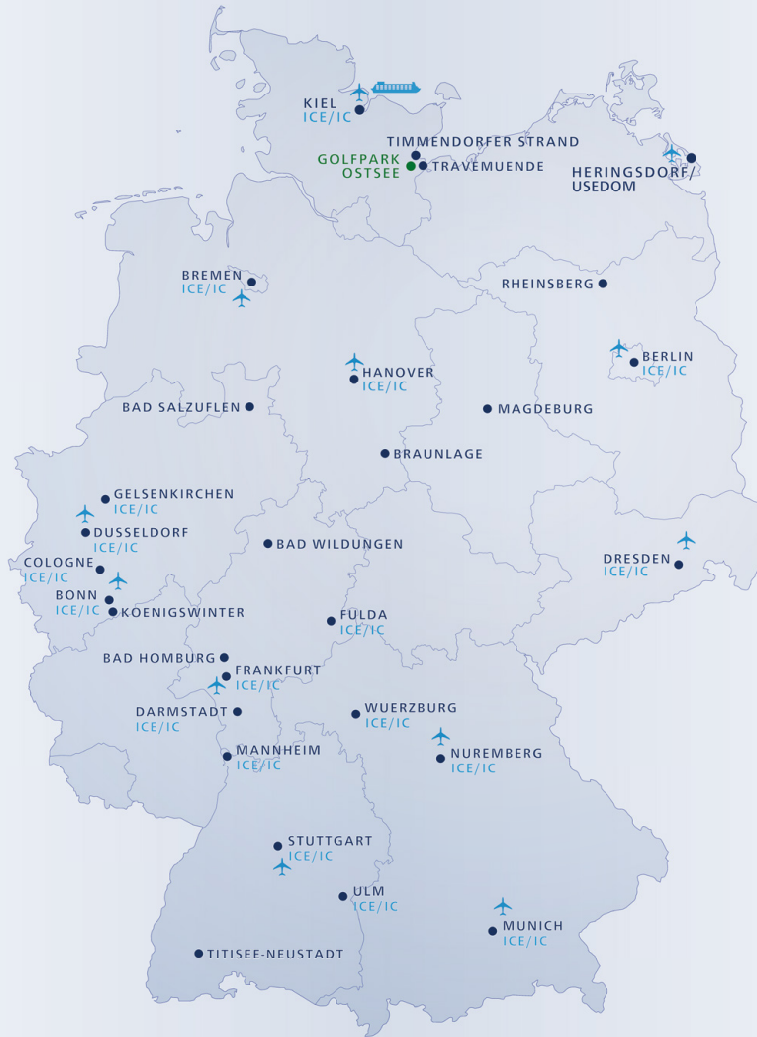 KIEL
ICE/IC
TIMMENDORFER STRAND
GOLFPARK
OSTSEE
TRAVEMUENDE
HERINGSDORF/
USEDOM
BREMEN
ICE/IC
RHEINSBERG
BERLIN
ICE/IC
HANOVER
ICE/IC
BAD SALZUFLEN
MAGDEBURG
BRAUNLAGE
GELSENKIRCHEN
ICE/IC
DUSSELDORF
ICE/IC
BAD WILDUNGEN
COLOGNE
ICE/IC
DRESDEN
ICE/IC
BONN
ICE/IC
KOENIGSWINTER
FULDA
ICE/IC
BAD HOMBURG
FRANKFURT
ICE/IC
DARMSTADT
ICE/IC
WUERZBURG
ICE/IC
MANNHEIM
ICE/IC
NUREMBERG
ICE/IC
STUTTGART
ICE/IC
ULM
ICE/IC
MUNICH
ICE/IC
TITISEE-NEUSTADT